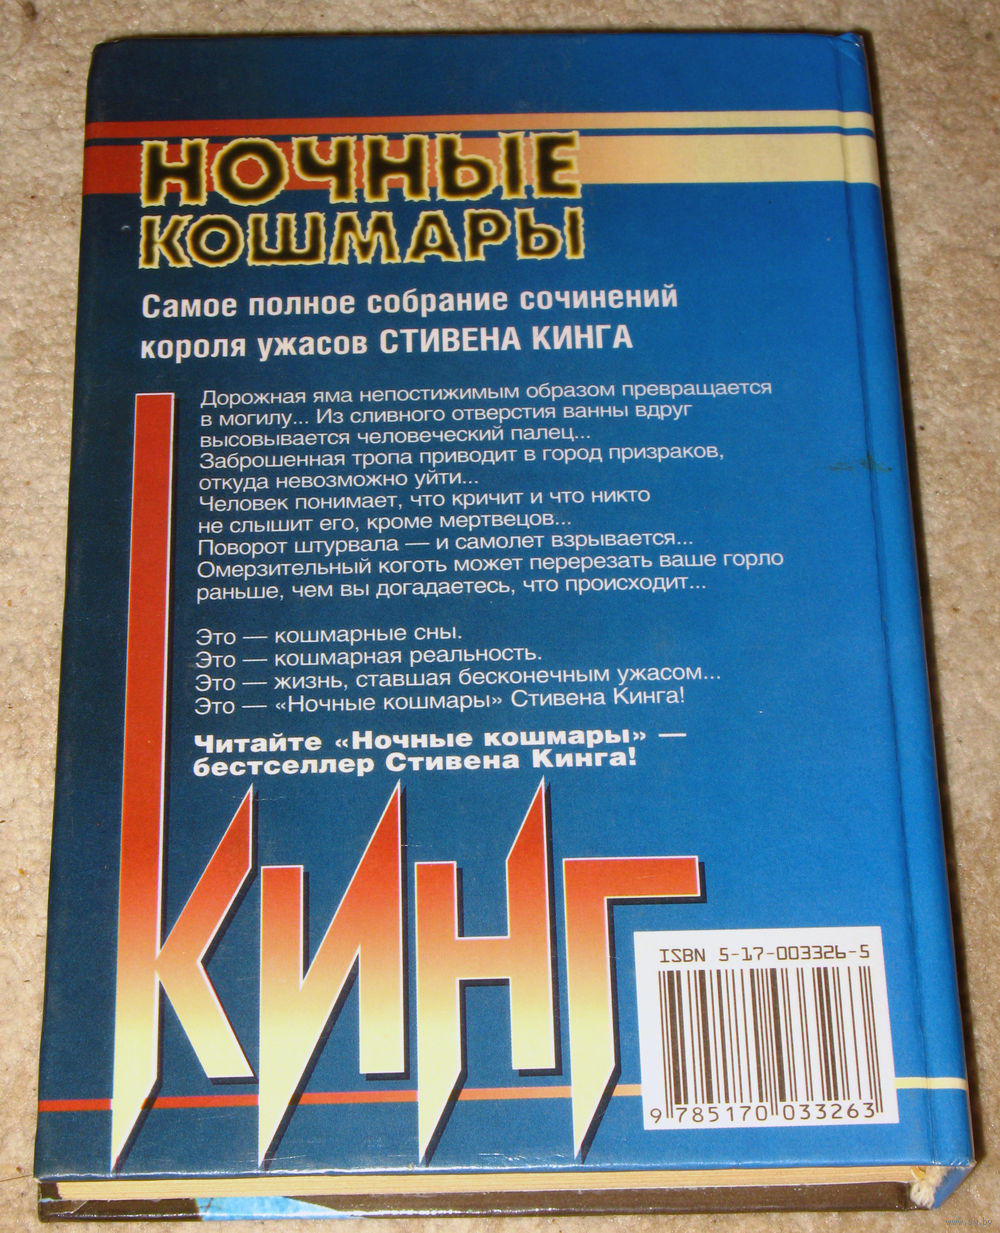 НОЧНЫЕ
КОШМАРЫ
Самое полное собрание сочинений
короля ужасов СТИВЕНА КИНГА
Дорожная яма непостижимым образом превращается
в могилу... Из сливного отверстия ванны вдруг
высовывается человеческий палец...
Заброшенная тропа приводит в город призраков,
откуда невозможно уйти...
Человек понимает, что кричит и что никто
не слышит его, кроме мертвецов...
Поворот штурвала — и самолет взрывается...
Омерзительный коготь может перерезать ваше горло
раньше, чем вы догадаетесь, что происходит...
Это — кошмарные сны.
Это — кошмарная реальность.
Это — жизнь, ставшая бесконечным ужасом...
Это — «Ночные кошмары» Стивена Кинга!
Читайте «Ночные кошмары» —
бестселлер Стивена Кинга!
КИНГ
ISBN 5-17-003326-5
9 785170 033263